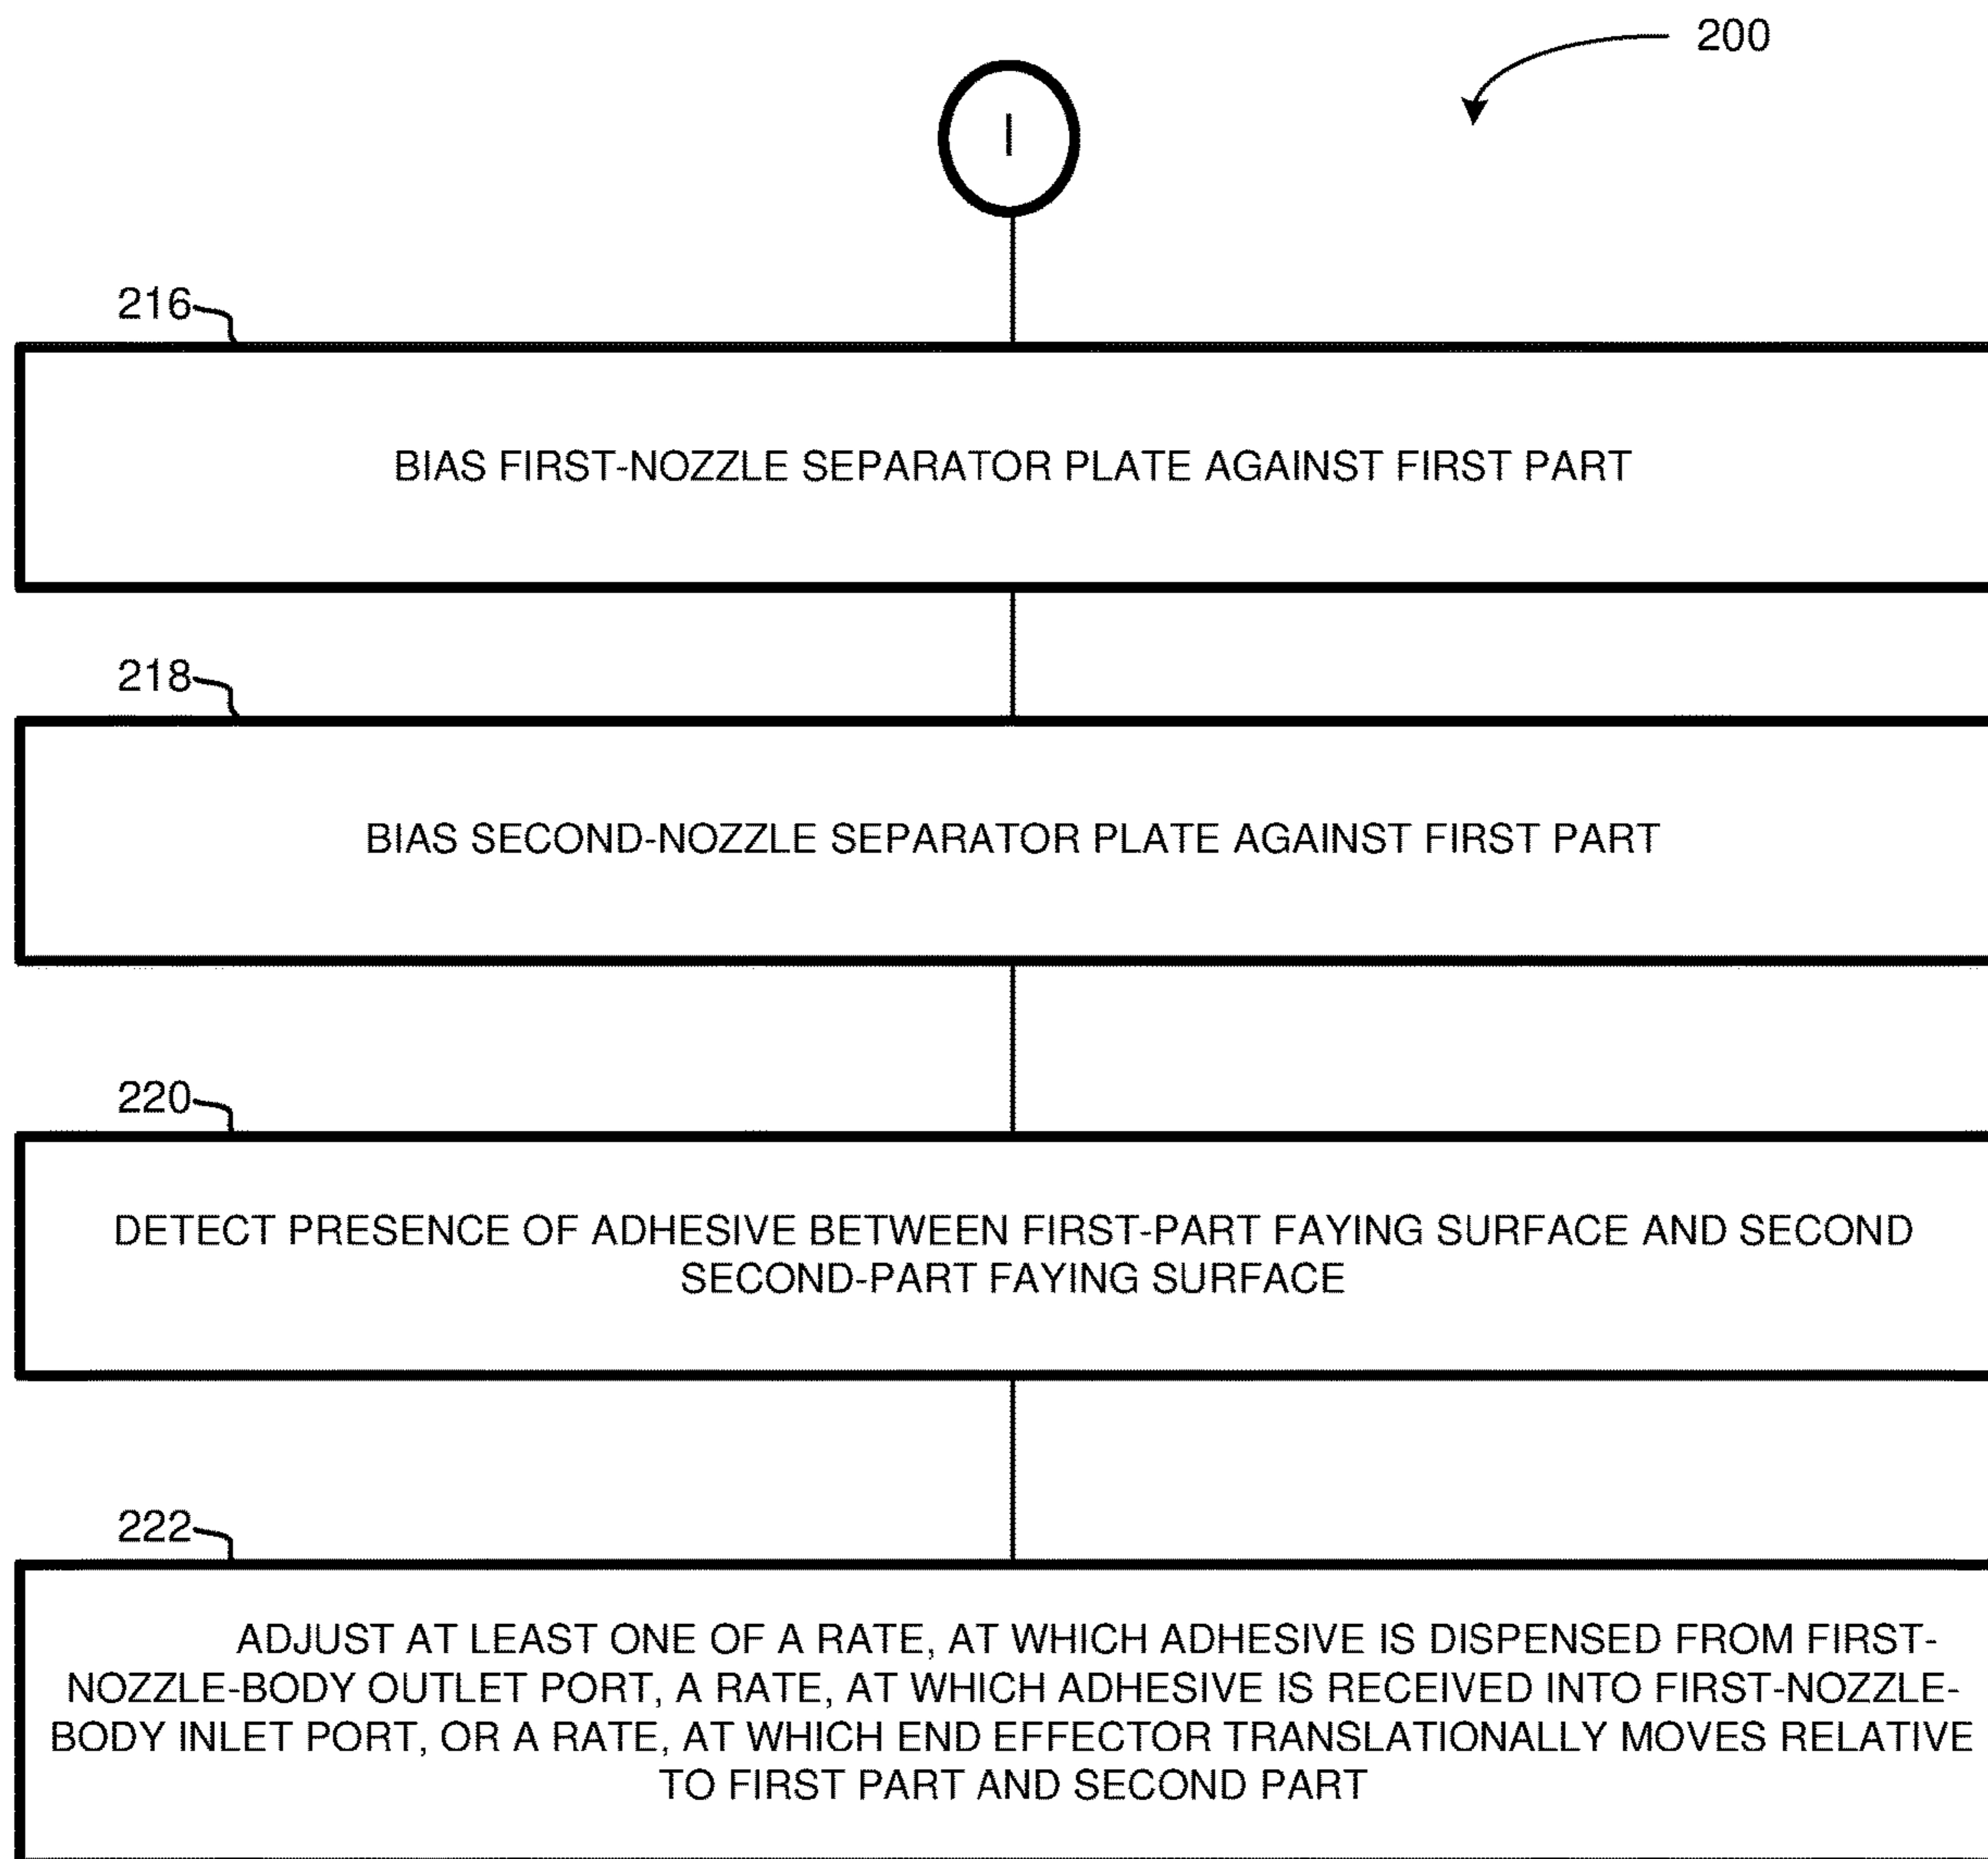 200
I
216
BIAS FIRST-NOZZLE SEPARATOR PLATE AGAINST FIRST PART
218
BIAS SECOND-NOZZLE SEPARATOR PLATE AGAINST FIRST PART
220
DETECT PRESENCE OF ADHESIVE BETWEEN FIRST-PART FAYING SURFACE AND SECOND
SECOND-PART FAYING SURFACE
222
ADJUST AT LEAST ONE OF A RATE, AT WHICH ADHESIVE IS DISPENSED FROM FIRST-
NOZZLE-BODY OUTLET PORT, A RATE, AT WHICH ADHESIVE IS RECEIVED INTO FIRST-NOZZLE-
BODY INLET PORT, OR A RATE, AT WHICH END EFFECTOR TRANSLATIONALLY MOVES RELATIVE
TO FIRST PART AND SECOND PART